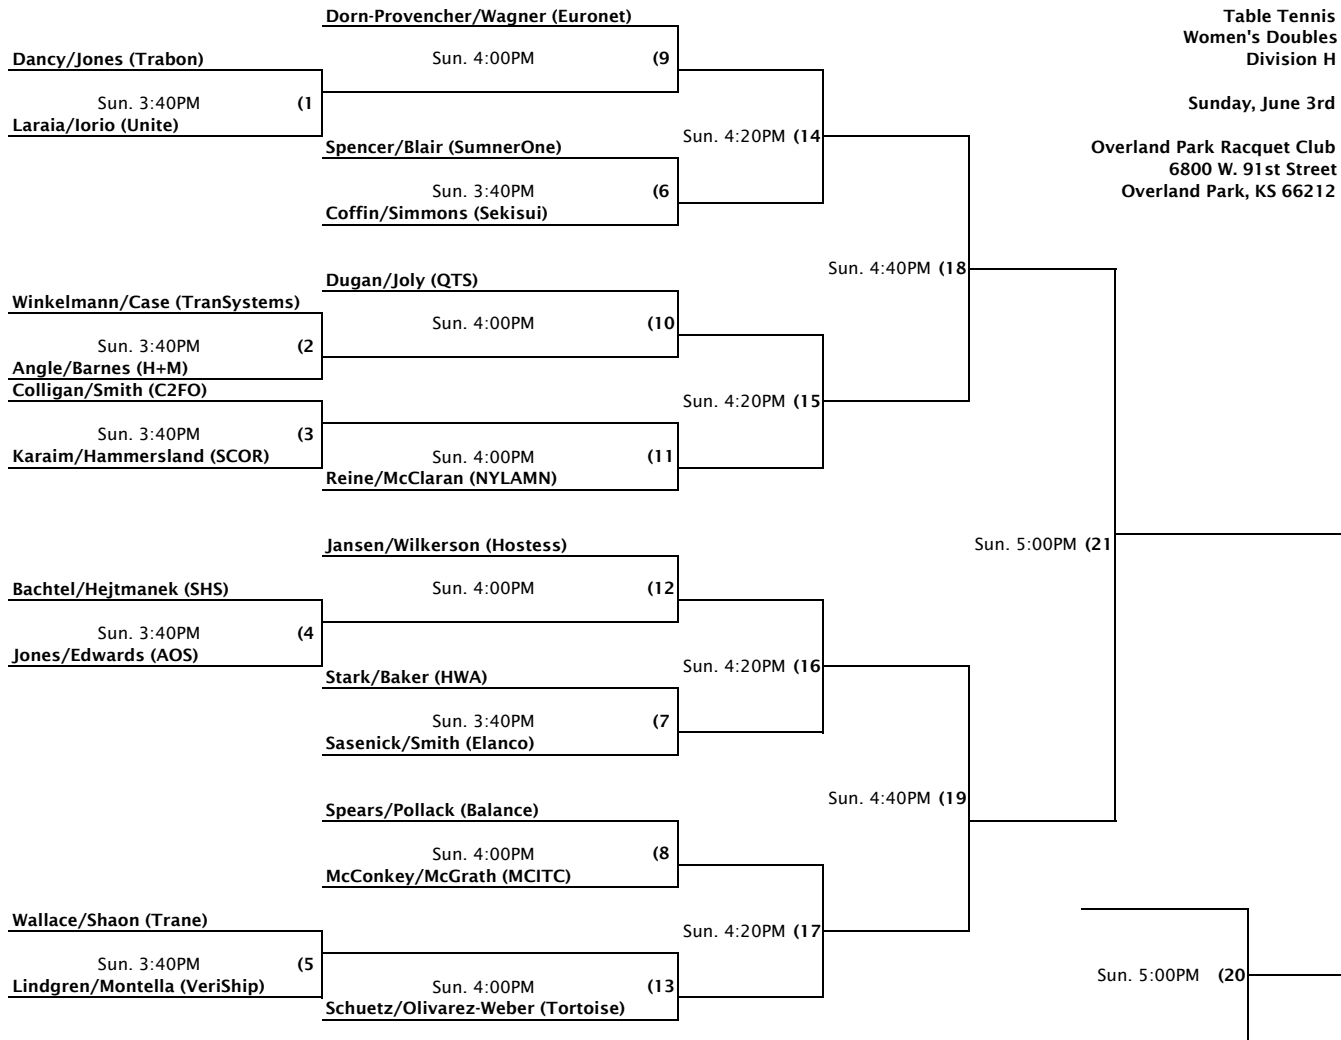 Dorn-Provencher/Wagner (Euronet)
Table Tennis
Women's Doubles
Division H
Sunday, June 3rd
Overland Park Racquet Club
6800 W. 91st Street
Overland Park, KS 66212
Sun. 4:00PM (9
Dancy/Jones (Trabon)
Sun. 3:40PM (1
Laraia/Iorio (Unite)
Sun. 4:20PM (14
Spencer/Blair (SumnerOne)
Sun. 3:40PM (6
Coffin/Simmons (Sekisui)
Sun. 4:40PM (18
Dugan/Joly (QTS)
Winkelmann/Case (TranSystems)
Sun. 4:00PM (10
Sun. 3:40PM (2
Angle/Barnes (H+M)
Colligan/Smith (C2FO)
Sun. 4:20PM (15
Sun. 3:40PM (3
Karaim/Hammersland (SCOR)
Sun. 4:00PM (11
Reine/McClaran (NYLAMN)
Jansen/Wilkerson (Hostess)
Sun. 5:00PM (21
Bachtel/Hejtmanek (SHS)
Sun. 4:00PM (12
Sun. 3:40PM (4
Jones/Edwards (AOS)
Sun. 4:20PM (16
Stark/Baker (HWA)
Sun. 3:40PM (7
Sasenick/Smith (Elanco)
Sun. 4:40PM (19
Spears/Pollack (Balance)
Sun. 4:00PM (8
McConkey/McGrath (MCITC)
Wallace/Shaon (Trane)
Sun. 4:20PM (17
Sun. 3:40PM (5
Lindgren/Montella (VeriShip)
Sun. 5:00PM (20
Sun. 4:00PM (13
Schuetz/Olivarez-Weber (Tortoise)